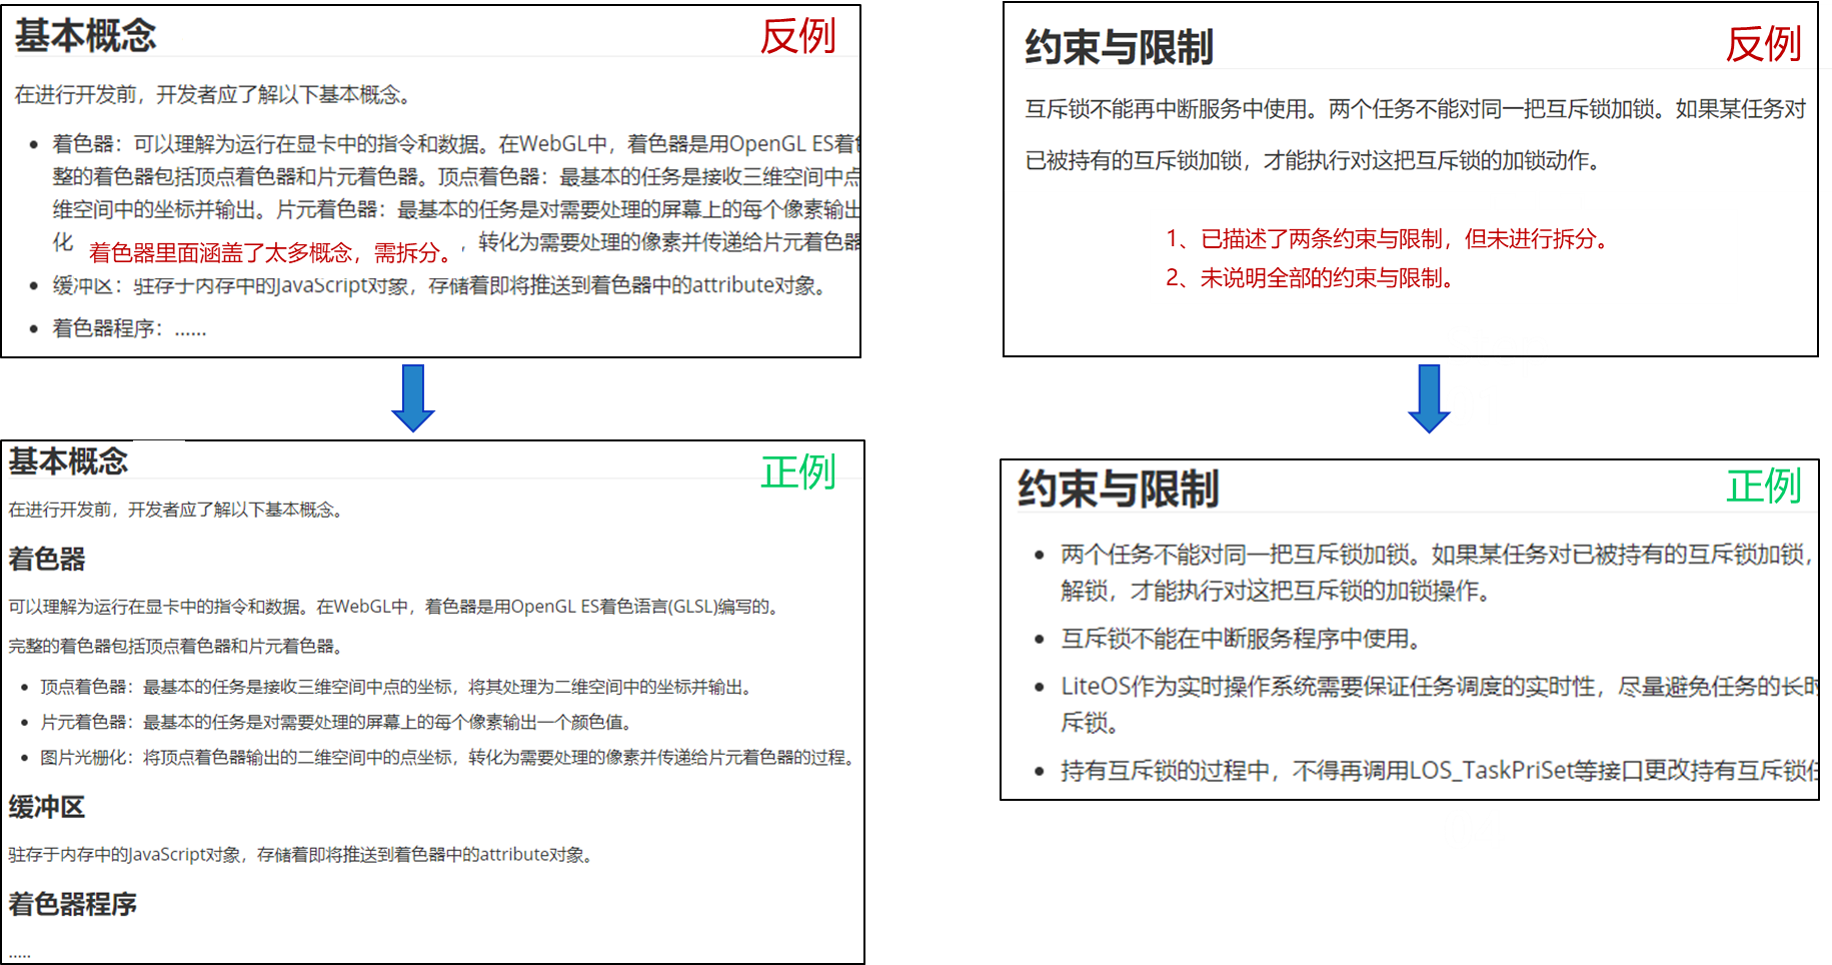 基本概念
反例
在进行开发前，开发者应了解以下基本概念。
着色器：可以理解为运行在显卡中的指令和数据。在WebGL中，着色器是用OpenGL ES着
整的着色器包括顶点着色器和片元着色器。顶点着色器：最基本的任务是接收三维空间中点
维空间中的坐标并输出。片元着色器：最基本的任务是对需要处理的屏幕上的每个像素输出
化
着色器里面涵盖了太多概念，需拆分。
，转化为需要处理的像素并传递给片元着色器
缓冲区：驻存于内存中的JavaScript对象，存储着即将推送到着色器中的attribute对象。
着色器程序：......
约束与限制
反例
互斥锁不能再中断服务中使用。两个任务不能对同一把互斥锁加锁。如果某任务对
已被持有的互斥锁加锁，才能执行对这把互斥锁的加锁动作。
1、已描述了两条约束与限制，但未进行拆分。
2、未说明全部的约束与限制。
基本概念
正例
在进行开发前，开发者应了解以下基本概念。
着色器
可以理解为运行在显卡中的指令和数据。在WebGL中，着色器是用OpenGL ES着色语言(GLSL)编写的。
完整的着色器包括顶点着色器和片元着色器。
顶点着色器：最基本的任务是接收三维空间中点的坐标，将其处理为二维空间中的坐标并输出。
片元着色器：最基本的任务是对需要处理的屏幕上的每个像素输出一个颜色值。
图片光栅化：将顶点着色器输出的二维空间中的点坐标，转化为需要处理的像素并传递给片元着色器的过程。
缓冲区
驻存于内存中的JavaScript对象，存储着即将推送到着色器中的attribute对象。
着色器程序
.....
约束与限制
正例
两个任务不能对同一把互斥锁加锁。如果某任务对已被持有的互斥锁加锁，
解锁，才能执行对这把互斥锁的加锁操作。
互斥锁不能在中断服务程序中使用。
LiteOS作为实时操作系统需要保证任务调度的实时性，尽量避免任务的长时
斥锁。
持有互斥锁的过程中，不得再调用LOS_TaskPriSet等接口更改持有互斥锁